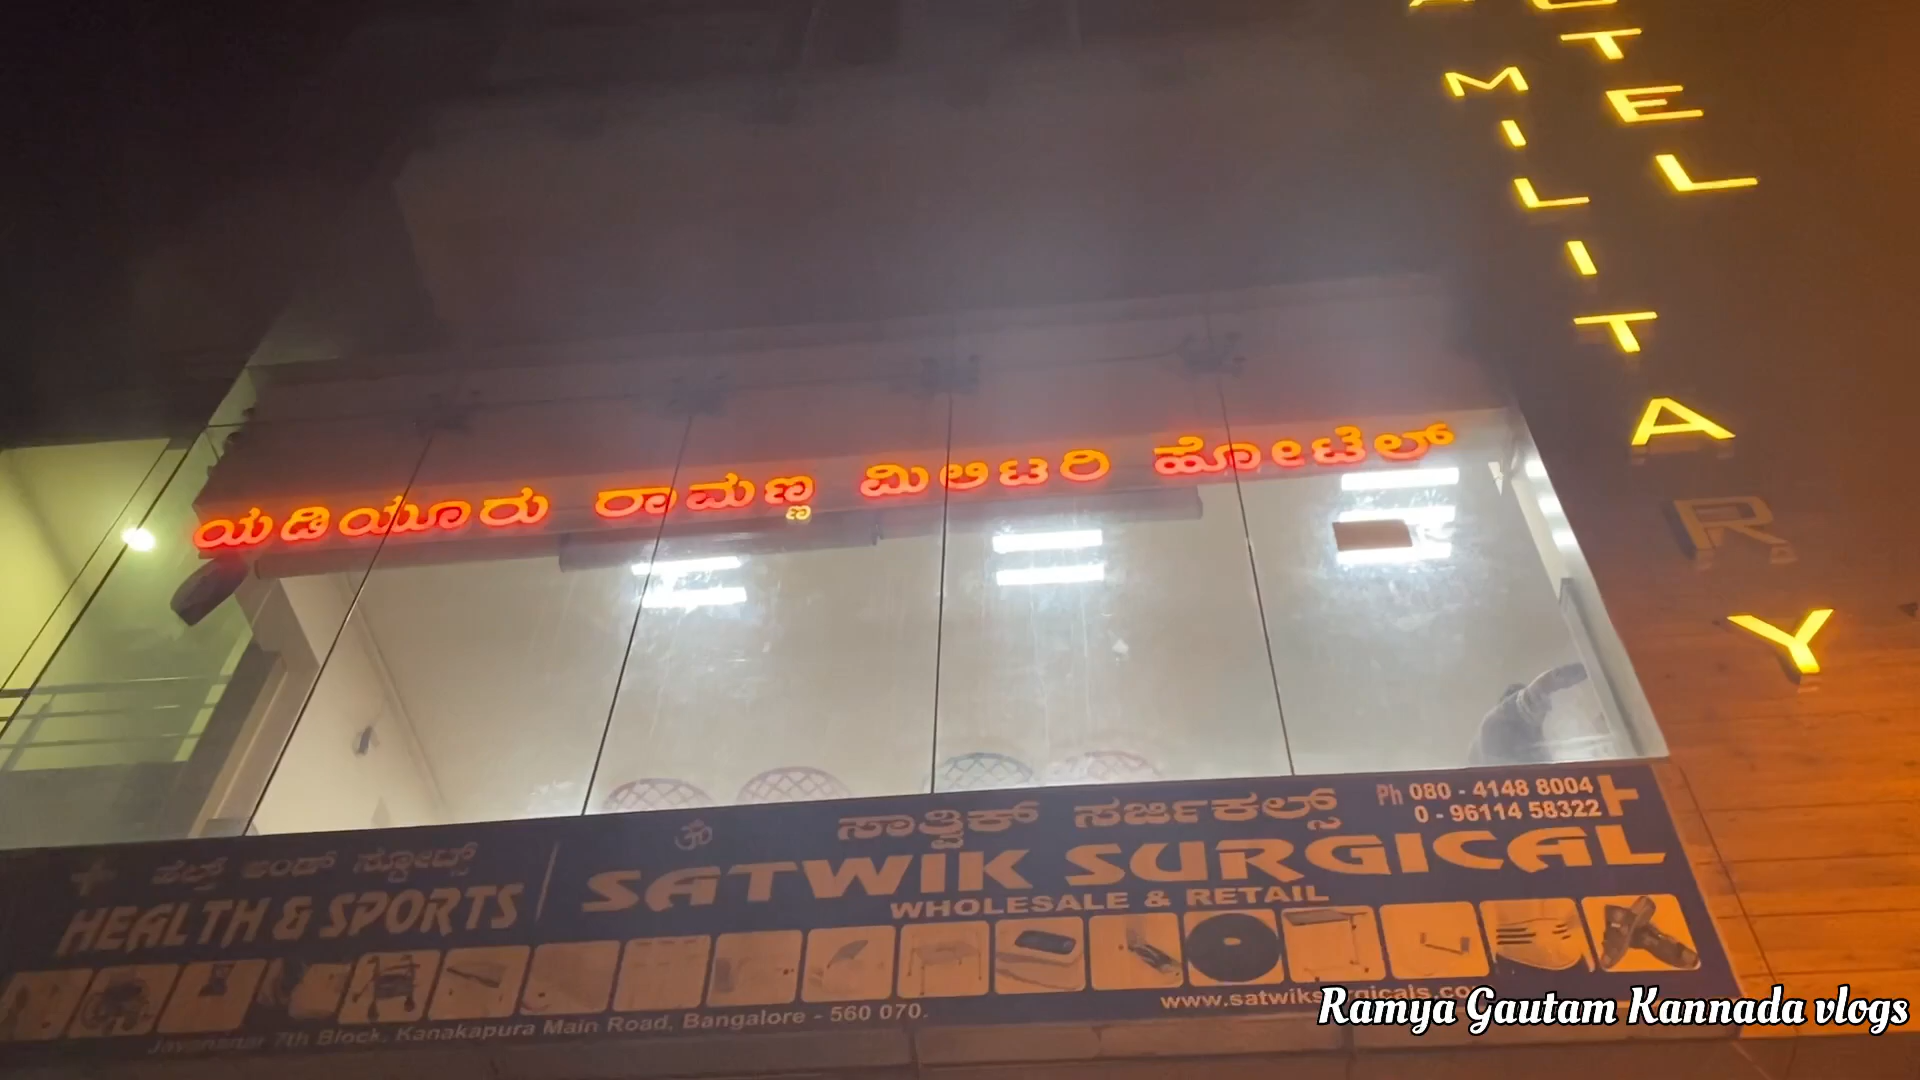 OTEL
MILITARY
ಯಡಿಯೂರು ರಾಮಣ್ಣ ಮಿಲಿಟರಿ ಹೋಟೆಲ್
ಹೆಲ್ತ್ ಅಂಡ್ ಸ್ಪೋರ್ಟ್ಸ್
HEALTH & SPORTS
ಸಾತ್ವಿಕ್ ಸರ್ಜಿಕಲ್ಸ್
Ph 080 - 4148 8004
0 - 96114 58322
SATWIK SURGICAL
WHOLESALE & RETAIL
Jayanagar 7th Block, Kanakapura Main Road, Bangalore - 560 070.
Ramya Gautam Kannada vlogs